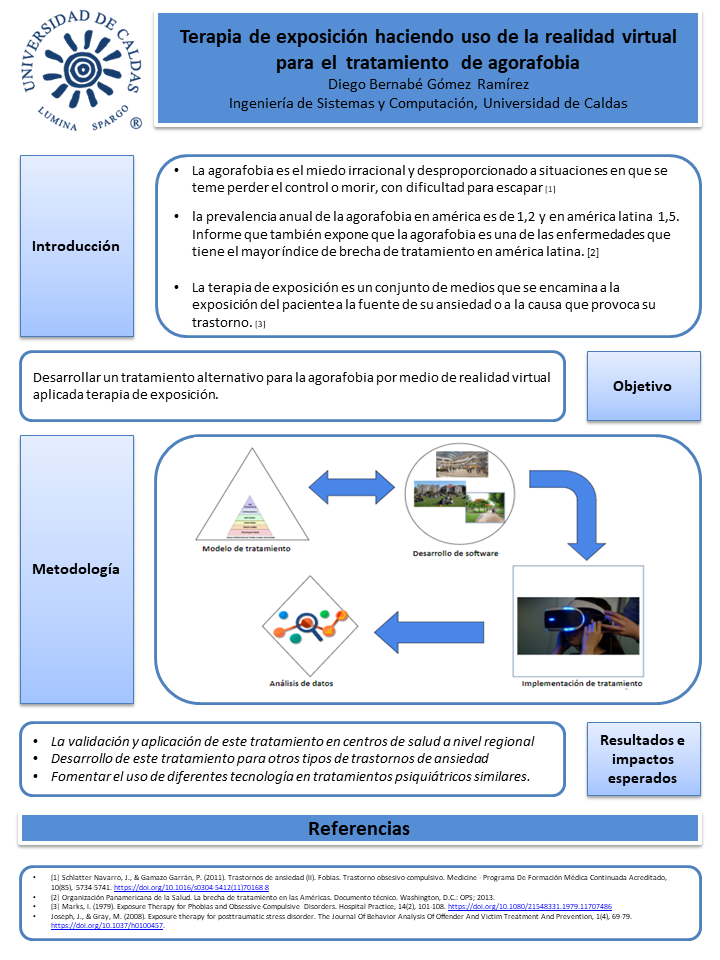 UNIVERSIDAD DE CALDAS
LUMINA SPARGO
®
Terapia de exposición haciendo uso de la realidad virtual
para el tratamiento de agorafobia
Diego Bernabé Gómez Ramírez
Ingeniería de Sistemas y Computación, Universidad de Caldas
Introducción
• La agorafobia es el miedo irracional y desproporcionado a situaciones en que se
teme perder el control o morir, con dificultad para escapar [1]
• la prevalencia anual de la agorafobia en américa es de 1,2 y en américa latina 1,5.
Informe que también expone que la agorafobia es una de las enfermedades que
tiene el mayor índice de brecha de tratamiento en américa latina. [2]
• La terapia de exposición es un conjunto de medios que se encamina a la
exposición del paciente a la fuente de su ansiedad o a la causa que provoca su
trastorno. [3]
Desarrollar un tratamiento alternativo para la agorafobia por medio de realidad virtual
aplicada terapia de exposición.
Objetivo
Metodología
Modelo de tratamiento
Desarrollo de software
Análisis de datos
Implementación de tratamiento
• La validación y aplicación de este tratamiento en centros de salud a nivel regional
• Desarrollo de este tratamiento para otros tipos de trastornos de ansiedad
• Fomentar el uso de diferentes tecnología en tratamientos psiquiátricos similares.
Resultados e
impactos
esperados
Referencias
• (1) Schlatter Navarro, J., & Gamazo Garrán, P. (2011). Trastornos de ansiedad (II). Fobias. Trastorno obsesivo compulsivo. Medicine - Programa De Formación Médica Continuada Acreditado,
10(85), 5734-5741. https://doi.org/10.1016/s0304-5412(11)70168-8
• (2) Organización Panamericana de la Salud. La brecha de tratamiento en las Américas. Documento técnico. Washington, D.C.: OPS; 2013.
• (3) Marks, I. (1979). Exposure Therapy for Phobias and Obsessive-Compulsive Disorders. Hospital Practice, 14(2), 101-108. https://doi.org/10.1080/21548331.1979.11707486
• Joseph, J., & Gray, M. (2008). Exposure therapy for posttraumatic stress disorder. The Journal Of Behavior Analysis Of Offender And Victim Treatment And Prevention, 1(4), 69-79.
https://doi.org/10.1037/h0100457.